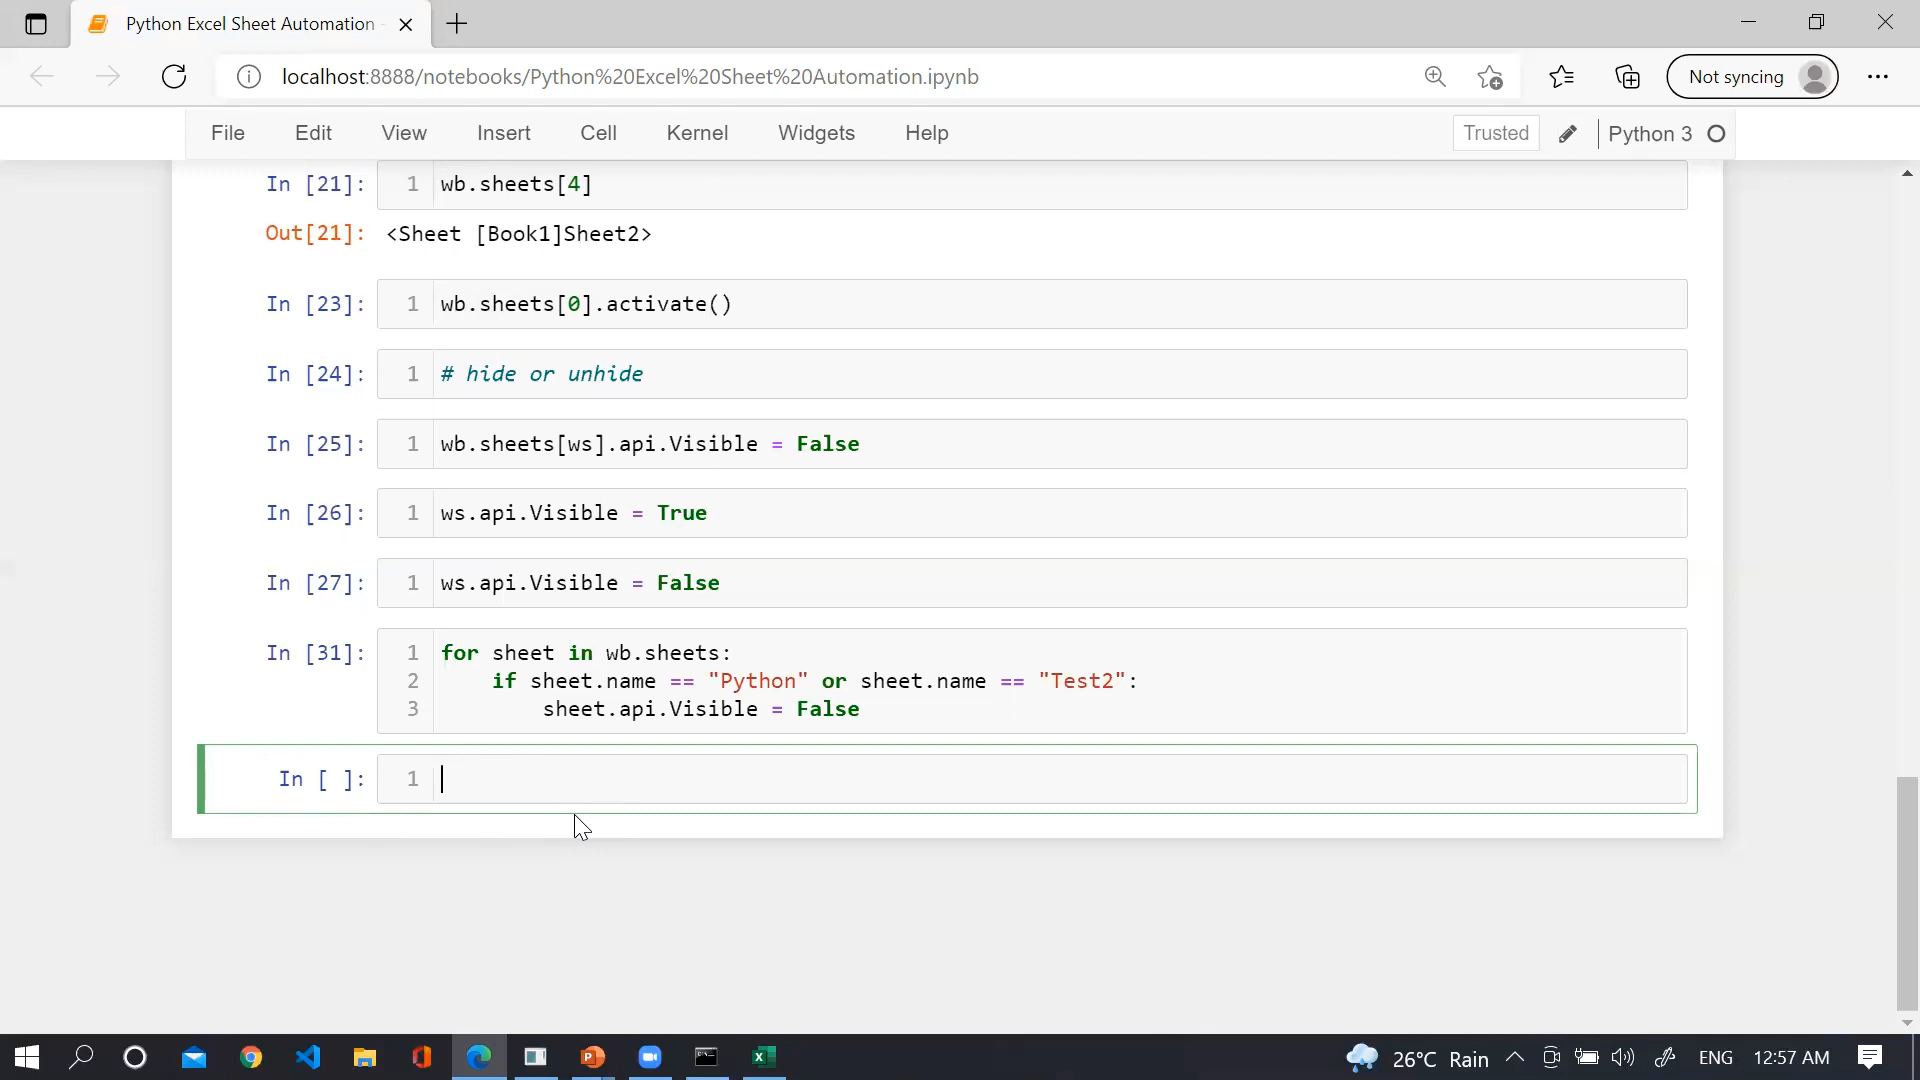 Python Excel Sheet Automation -
localhost:8888/notebooks/Python%20Excel%20Sheet%20Automation.ipynb
Not syncing
File Edit View Insert Cell Kernel Widgets Help
Trusted
Python 3
In [21]: 1 wb.sheets[4]
Out[21]: <Sheet [Book1]Sheet2>
In [23]: 1 wb.sheets[0].activate()
In [24]: 1 # hide or unhide
In [25]: 1 wb.sheets[ws].api.Visible = False
In [26]: 1 ws.api.Visible = True
In [27]: 1 ws.api.Visible = False
In [31]: 1 for sheet in wb.sheets:
2     if sheet.name == "Python" or sheet.name == "Test2":
3         sheet.api.Visible = False
In [ ]: 1
26°C Rain ENG 12:57 AM